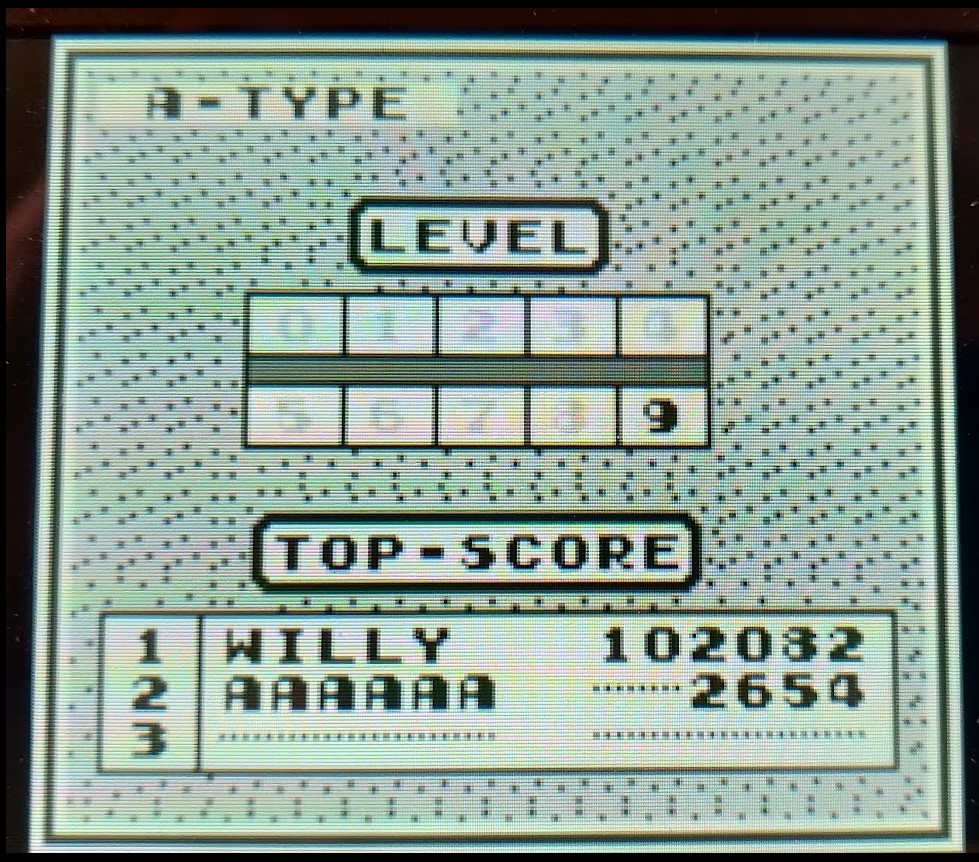 A-TYPE
LEVEL
0 1 2 3 4
5 6 7 8 9
TOP-SCORE
1 WILLY 102032
2 AAAAAA 2654
3